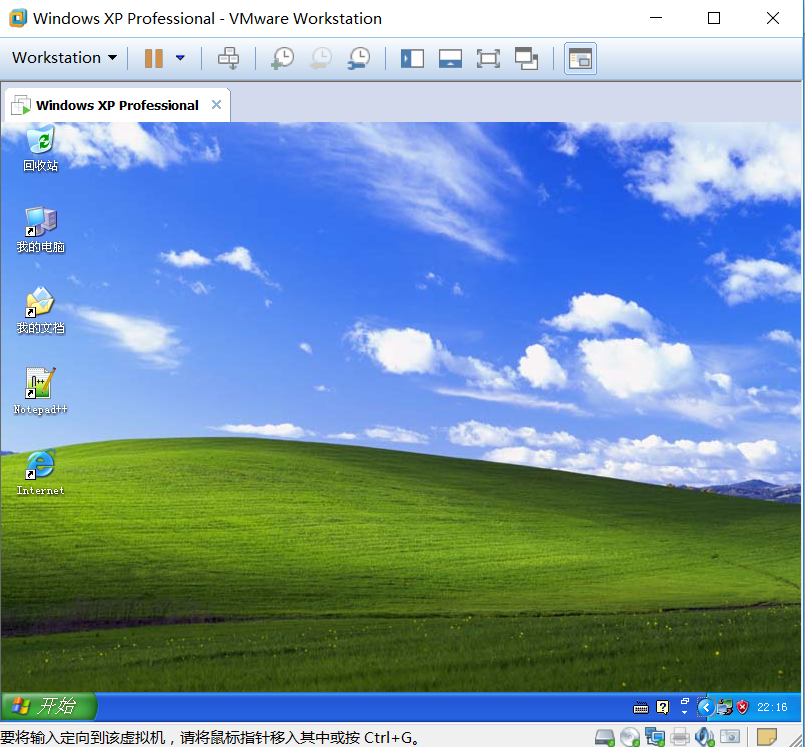 Windows XP Professional - VMware Workstation
Workstation
Windows XP Professional
回收站
我的电脑
我的文档
Notepad++
Internet
开始
22:16
要将输入定向到该虚拟机，请将鼠标指针移入其中或按 Ctrl+G。